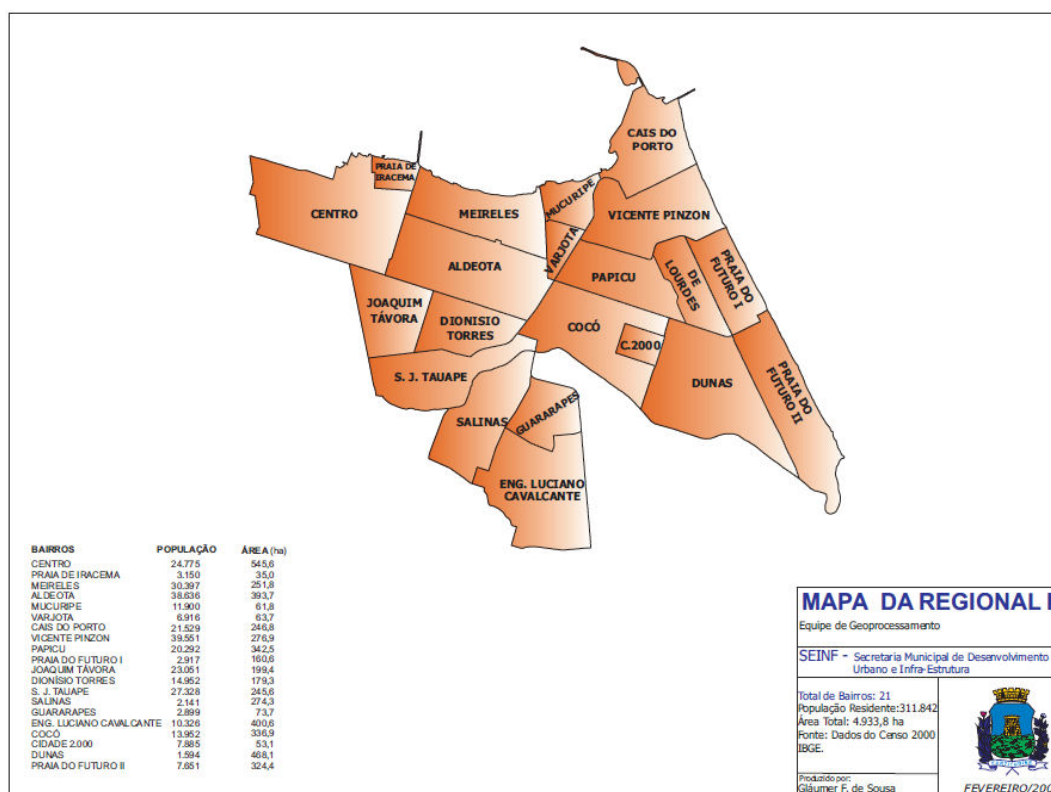 CAIS DO
PORTO
PRAIA DE
IRACEMA
CENTRO
MEIRELES
MUCURIPE
VICENTE PINZON
VARJOTA
ALDEOTA
PAPICU
DE
LOURDES
PRAIA DO
FUTURO I
JOAQUIM
TÁVORA
DIONISIO
TORRES
COCÓ
C.2000
S. J. TAUAPE
DUNAS
PRAIA DO
FUTURO II
SALINAS
GUARARAPES
ENG. LUCIANO
CAVALCANTE
BAIRROS POPULAÇÃO ÁREA (ha)
CENTRO 24.775 545,6
PRAIA DE IRACEMA 3.150 35,0
MEIRELES 30.397 251,8
ALDEOTA 38.636 393,7
MUCURIPE 11.900 61,8
VARJOTA 6.916 63,7
CAIS DO PORTO 21.529 246,8
VICENTE PINZON 39.551 276,9
PAPICU 20.292 342,5
PRAIA DO FUTURO I 2.917 160,6
JOAQUIM TÁVORA 23.051 199,4
DIONÍSIO TORRES 14.952 179,3
S. J. TAUAPE 27.328 245,6
SALINAS 2.141 274,3
GUARARAPES 2.899 73,7
ENG. LUCIANO CAVALCANTE 10.326 400,6
COCÓ 13.952 336,9
CIDADE 2.000 7.885 53,1
DUNAS 1.594 468,1
PRAIA DO FUTURO II 7.651 324,4
MAPA DA REGIONAL I
Equipe de Geoprocessamento
SEINF - Secretaria Municipal de Desenvolvimento
Urbano e Infra-Estrutura
Total de Bairros: 21
População Residente:311.842
Área Total: 4.933,8 ha
Fonte: Dados do Censo 2000
IBGE.
Produzido por:
Gláumer F. de Sousa
FEVEREIRO/200